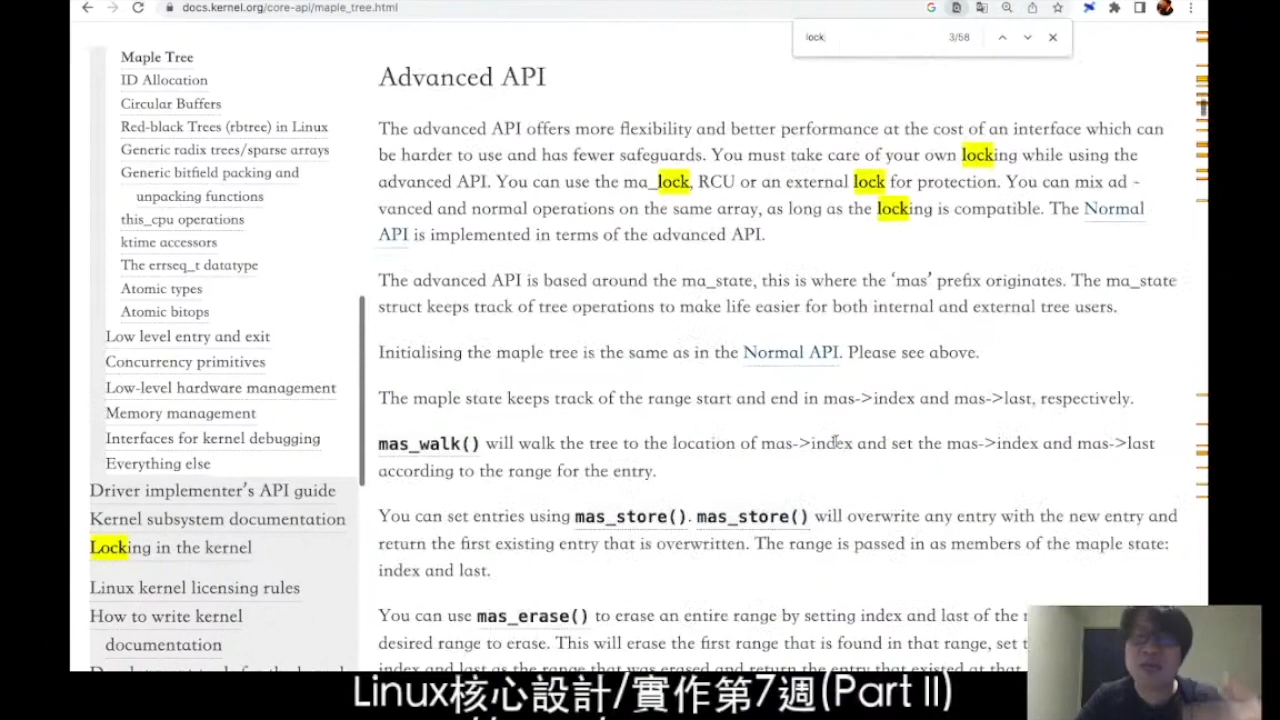 docs.kernel.org/core-api/maple_tree.html
lock
3/58
Maple Tree
ID Allocation
Circular Buffers
Red-black Trees (rbtree) in Linux
Generic radix trees/sparse arrays
Generic bitfield packing and
unpacking functions
this_cpu operations
ktime accessors
The errseq_t datatype
Atomic types
Atomic bitops
Low level entry and exit
Concurrency primitives
Low-level hardware management
Memory management
Interfaces for kernel debugging
Everything else
Driver implementer's API guide
Kernel subsystem documentation
Locking in the kernel
Linux kernel licensing rules
How to write kernel
documentation
Advanced API
The advanced API offers more flexibility and better performance at the cost of an interface which can
be harder to use and has fewer safeguards. You must take care of your own locking while using the
advanced API. You can use the ma_lock, RCU or an external lock for protection. You can mix ad -
vanced and normal operations on the same array, as long as the locking is compatible. The Normal
API is implemented in terms of the advanced API.
The advanced API is based around the ma_state, this is where the ‘mas’ prefix originates. The ma_state
struct keeps track of tree operations to make life easier for both internal and external tree users.
Initialising the maple tree is the same as in the Normal API. Please see above.
The maple state keeps track of the range start and end in mas->index and mas->last, respectively.
mas_walk() will walk the tree to the location of mas->index and set the mas->index and mas->last
according to the range for the entry.
You can set entries using mas_store(). mas_store() will overwrite any entry with the new entry and
return the first existing entry that is overwritten. The range is passed in as members of the maple state:
index and last.
You can use mas_erase() to erase an entire range by setting index and last of the
desired range to erase. This will erase the first range that is found in that range, set
index and last as the range that was erased and return the entry that existed at that
Linux核心設計/實作第7週(Part II)